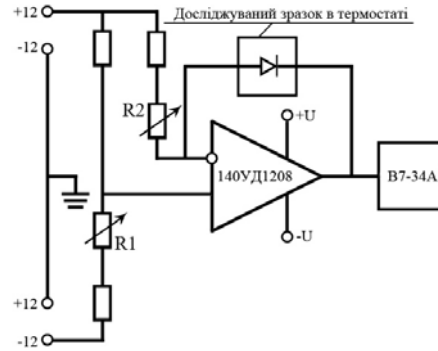 +12
Досліджуваний зразок в термостаті
-12
R2
+U
140УД1208
В7-34А
R1
-U
+12
-12